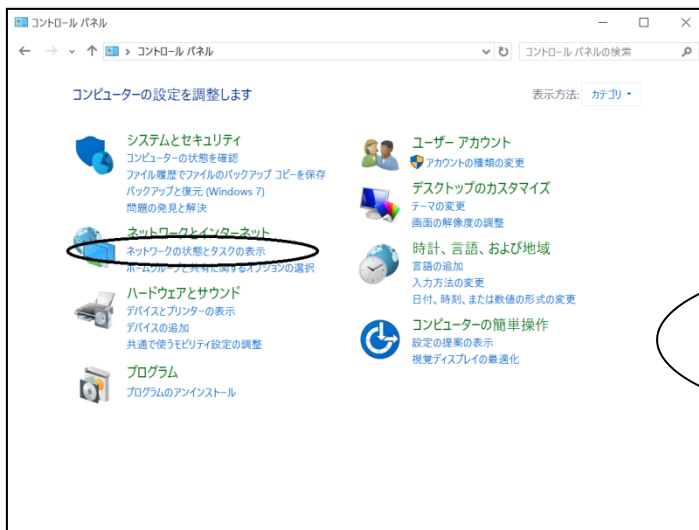 コントロール パネル
コントロール パネル
コントロール パネルの検索
コンピューターの設定を調整します
表示方法: カテゴリ
システムとセキュリティ
コンピューターの状態を確認
ファイル履歴でファイルのバックアップ コピーを保存
バックアップと復元 (Windows 7)
問題の発見と解決
ネットワークとインターネット
ネットワークの状態とタスクの表示
ホームグループと共有に関するオプションの選択
ハードウェアとサウンド
デバイスとプリンターの表示
デバイスの追加
共通で使うモビリティ設定の調整
プログラム
プログラムのアンインストール
ユーザー アカウント
アカウントの種類の変更
デスクトップのカスタマイズ
テーマの変更
画面の解像度の調整
時計、言語、および地域
言語の追加
入力方法の変更
日付、時刻、または数値の形式の変更
コンピューターの簡単操作
設定の提案の表示
視覚ディスプレイの最適化